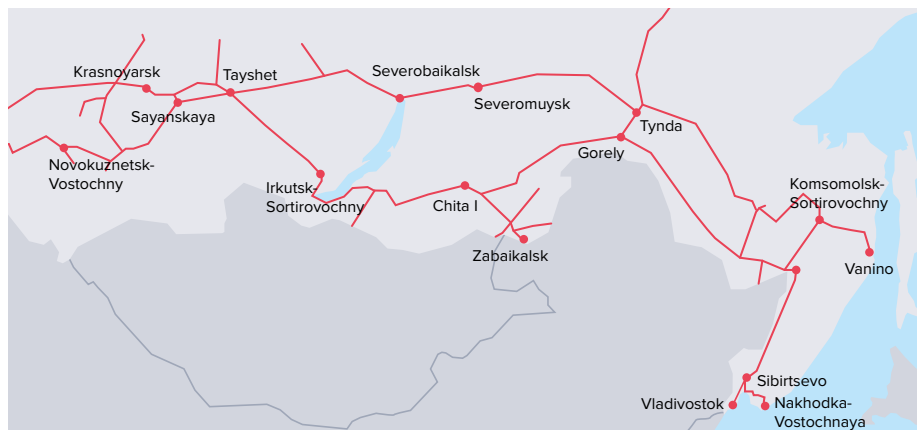 Krasnoyarsk
Tayshet
Severobaikalsk
Sayanskaya
Severomuysk
Tynda
Gorely
Novokuznetsk-
Vostochny
Irkutsk-
Sortirovochny
Chita I
Komsomolsk-
Sortirovochny
Zabaikalsk
Vanino
Sibirtsevo
Vladivostok
Nakhodka-
Vostochnaya